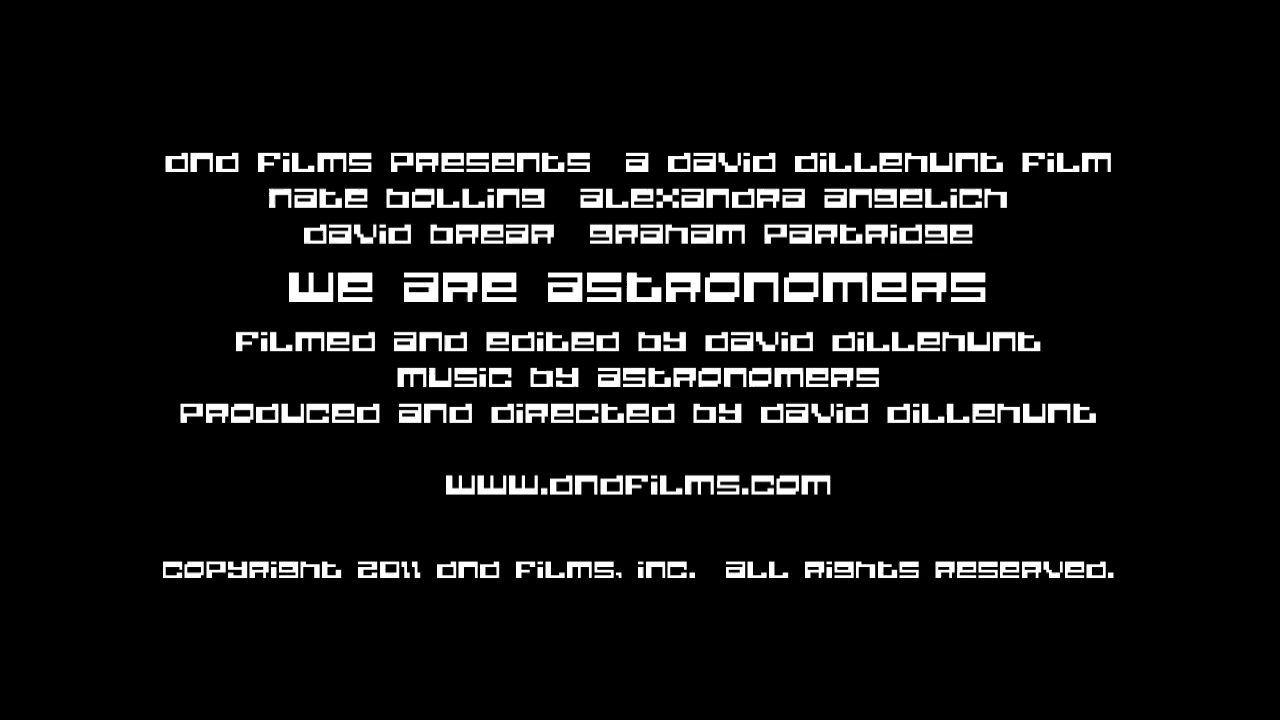 dnd films presents  a david dillehunt film
nate bolling  alexandra angelich
david brear  graham partridge
we are astronomers
filmed and edited by david dillehunt
music by astronomers
produced and directed by david dillehunt
www.dndfilms.com
copyright 2011 dnd films, inc.  all rights reserved.